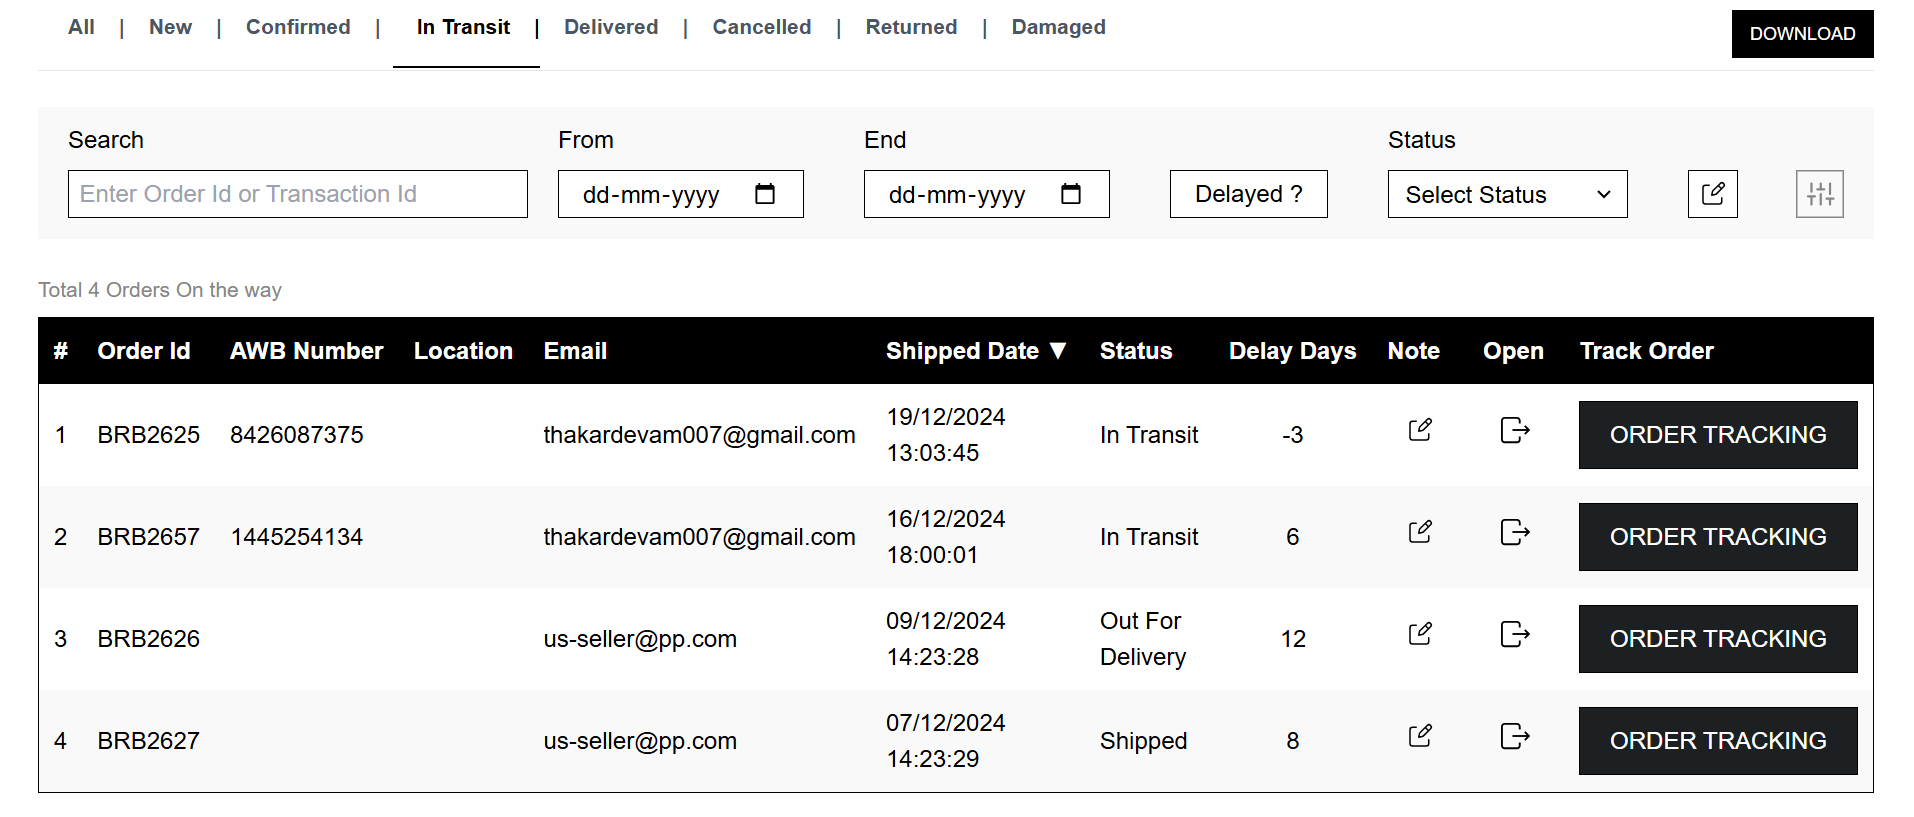 All | New | Confirmed | In Transit | Delivered | Cancelled | Returned | Damaged
DOWNLOAD
Search From End Status
Enter Order Id or Transaction Id dd-mm-yyyy dd-mm-yyyy Delayed ? Select Status
Total 4 Orders On the way
# Order Id AWB Number Location Email Shipped Date ▼ Status Delay Days Note Open Track Order
1 BRB2625 8426087375 thakardevam007@gmail.com 19/12/2024 13:03:45 In Transit -3 ORDER TRACKING
2 BRB2657 1445254134 thakardevam007@gmail.com 16/12/2024 18:00:01 In Transit 6 ORDER TRACKING
3 BRB2626 us-seller@pp.com 09/12/2024 14:23:28 Out For Delivery 12 ORDER TRACKING
4 BRB2627 us-seller@pp.com 07/12/2024 14:23:29 Shipped 8 ORDER TRACKING